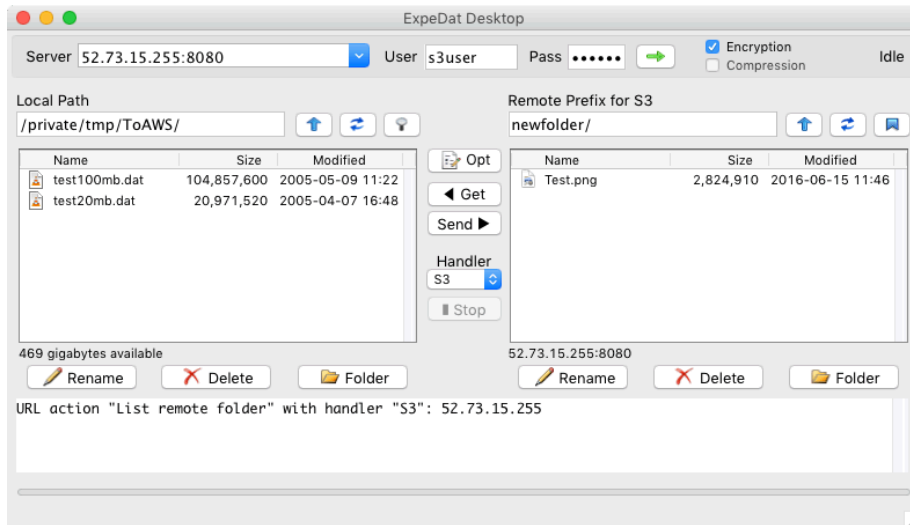 ExpeDat Desktop
Server 52.73.15.255:8080 User s3user Pass •••••• Encryption Compression Idle
Local Path
/private/tmp/ToAWS/
Name Size Modified
test100mb.dat 104,857,600 2005-05-09 11:22
test20mb.dat 20,971,520 2005-04-07 16:48
469 gigabytes available
Rename Delete Folder
Opt
Get
Send
Handler
S3
Stop
Remote Prefix for S3
newfolder/
Name Size Modified
Test.png 2,824,910 2016-06-15 11:46
52.73.15.255:8080
Rename Delete Folder
URL action "List remote folder" with handler "S3": 52.73.15.255